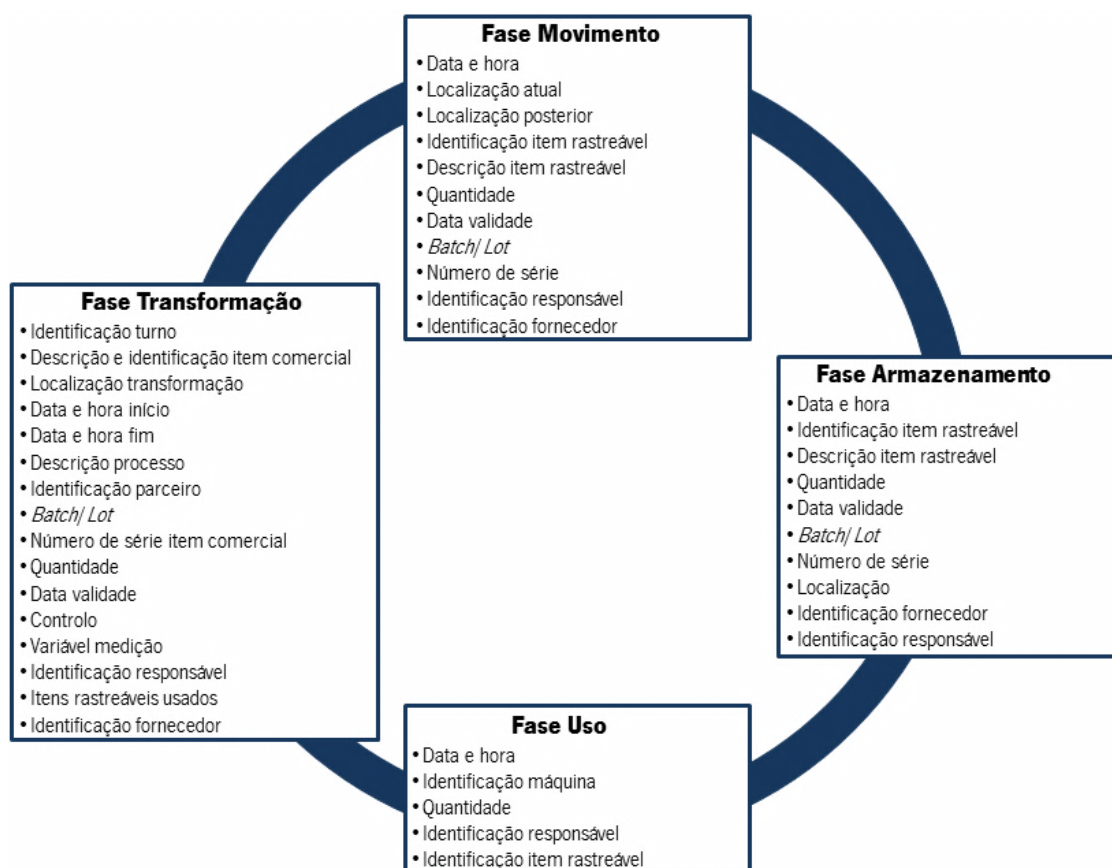 Fase Movimento
• Data e hora
• Localização atual
• Localização posterior
• Identificação item rastreável
• Descrição item rastreável
• Quantidade
• Data validade
• Batch/ Lot
• Número de série
• Identificação responsável
• Identificação fornecedor
Fase Transformação
• Identificação turno
• Descrição e identificação item comercial
• Localização transformação
• Data e hora início
• Data e hora fim
• Descrição processo
• Identificação parceiro
• Batch/ Lot
• Número de série item comercial
• Quantidade
• Data validade
• Controlo
• Variável medição
• Identificação responsável
• Itens rastreáveis usados
• Identificação fornecedor
Fase Armazenamento
• Data e hora
• Identificação item rastreável
• Descrição item rastreável
• Quantidade
• Data validade
• Batch/ Lot
• Número de série
• Localização
• Identificação fornecedor
• Identificação responsável
Fase Uso
• Data e hora
• Identificação máquina
• Quantidade
• Identificação responsável
• Identificação item rastreável